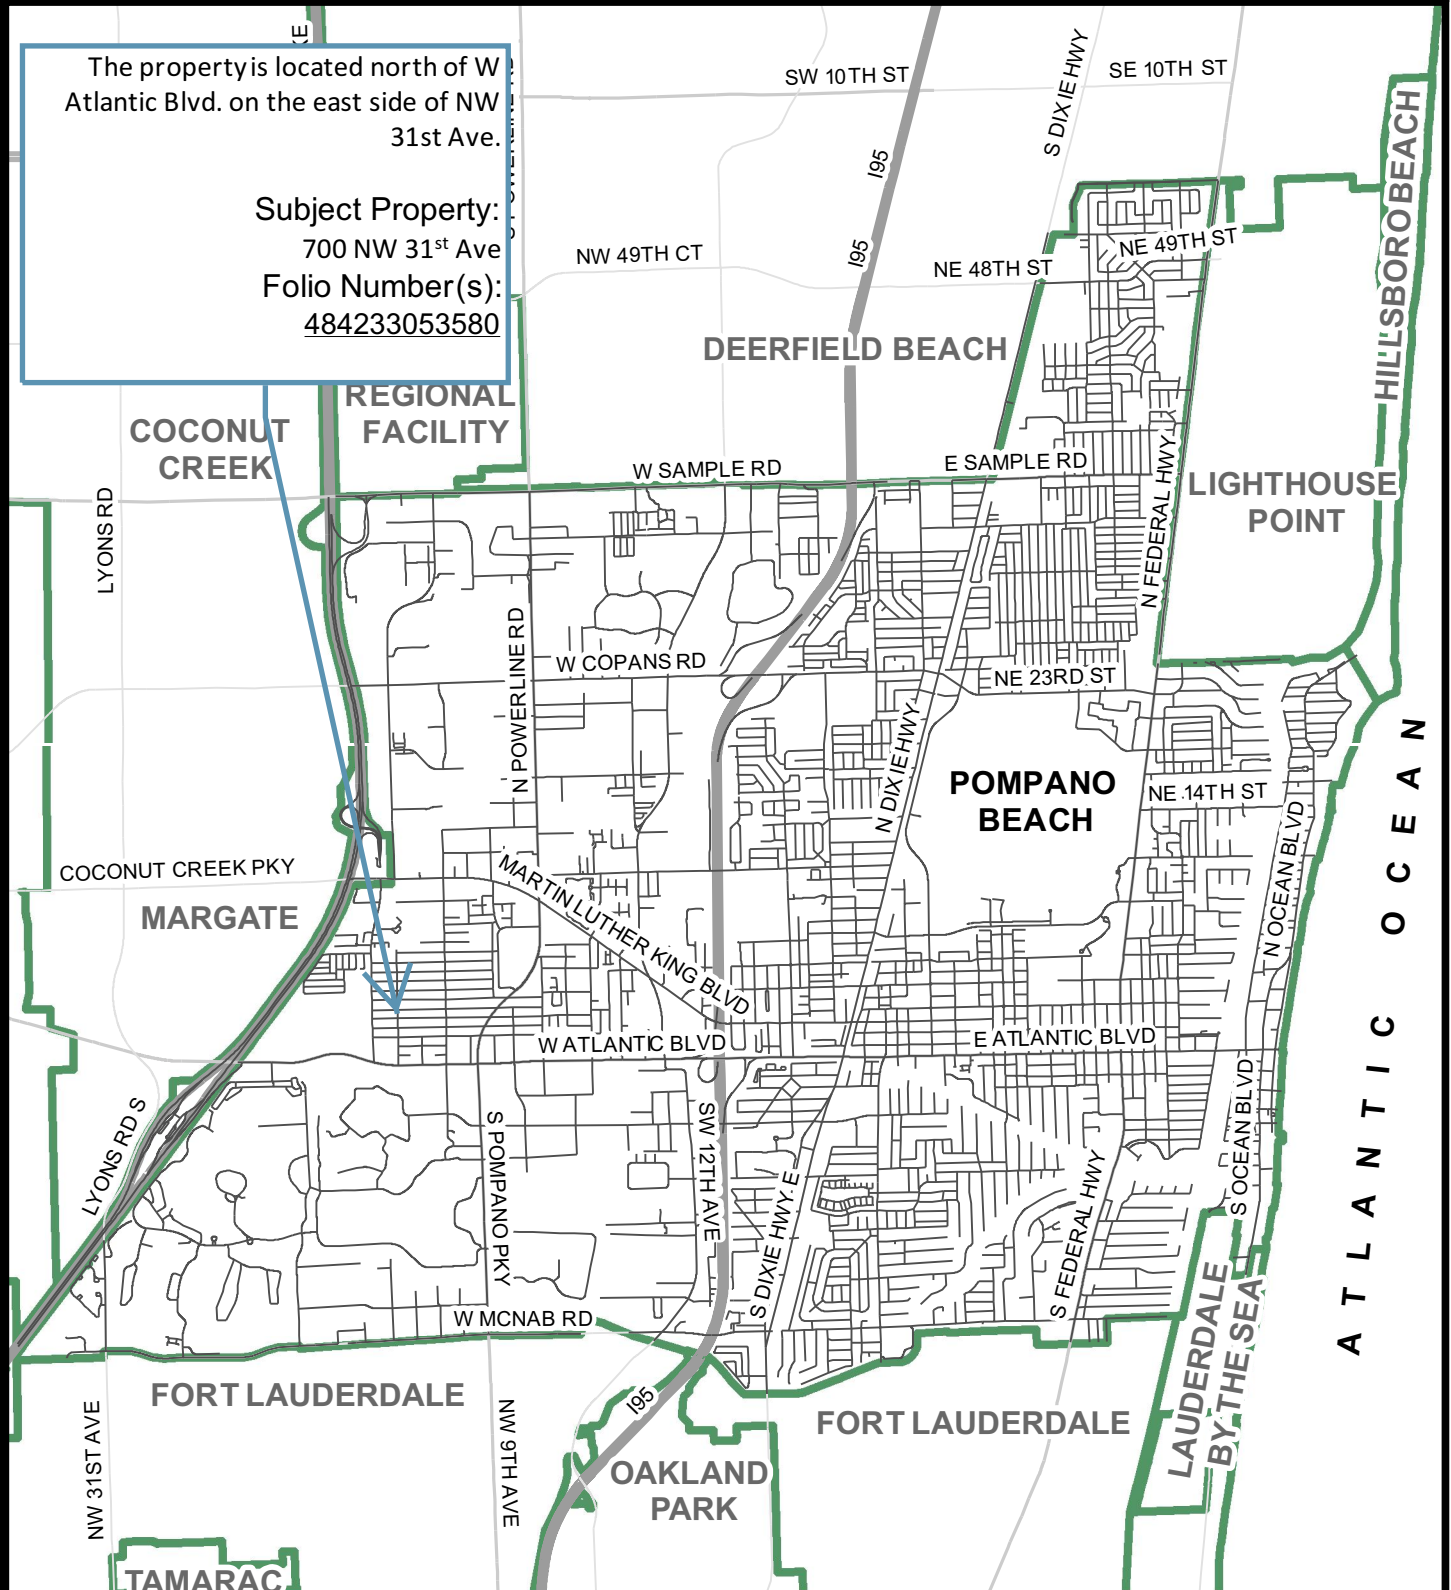 KE
The property is located north of W
Atlantic Blvd. on the east side of NW
31st Ave.
Subject Property:
700 NW 31st Ave
Folio Number(s):
484233053580
SW 10TH ST
SE 10TH ST
S DIXIE HWY
I95
I95
NW 49TH CT
NE 48TH ST
NE 49TH ST
HILLSBORO BEACH
DEERFIELD BEACH
REGIONAL
FACILITY
COCONUT
CREEK
W SAMPLE RD
E SAMPLE RD
LIGHTHOUSE
POINT
LYONS RD
N FEDERAL HWY
N POWERLINE RD
W COPANS RD
NE 23RD ST
N DIXIE HWY
POMPANO
BEACH
NE 14TH ST
N OCEAN BLVD
ATLANTIC OCEAN
COCONUT CREEK PKY
MARTIN LUTHER KING BLVD
MARGATE
W ATLANTIC BLVD
E ATLANTIC BLVD
LYONS RD S
S POMPANO PKY
SW 12TH AVE
S DIXIE HWY E
S FEDERAL HWY
S OCEAN BLVD
W MCNAB RD
FORT LAUDERDALE
I95
FORT LAUDERDALE
LAUDERDALE
BY THE SEA
NW 31ST AVE
NW 9TH AVE
OAKLAND
PARK
TAMARAC